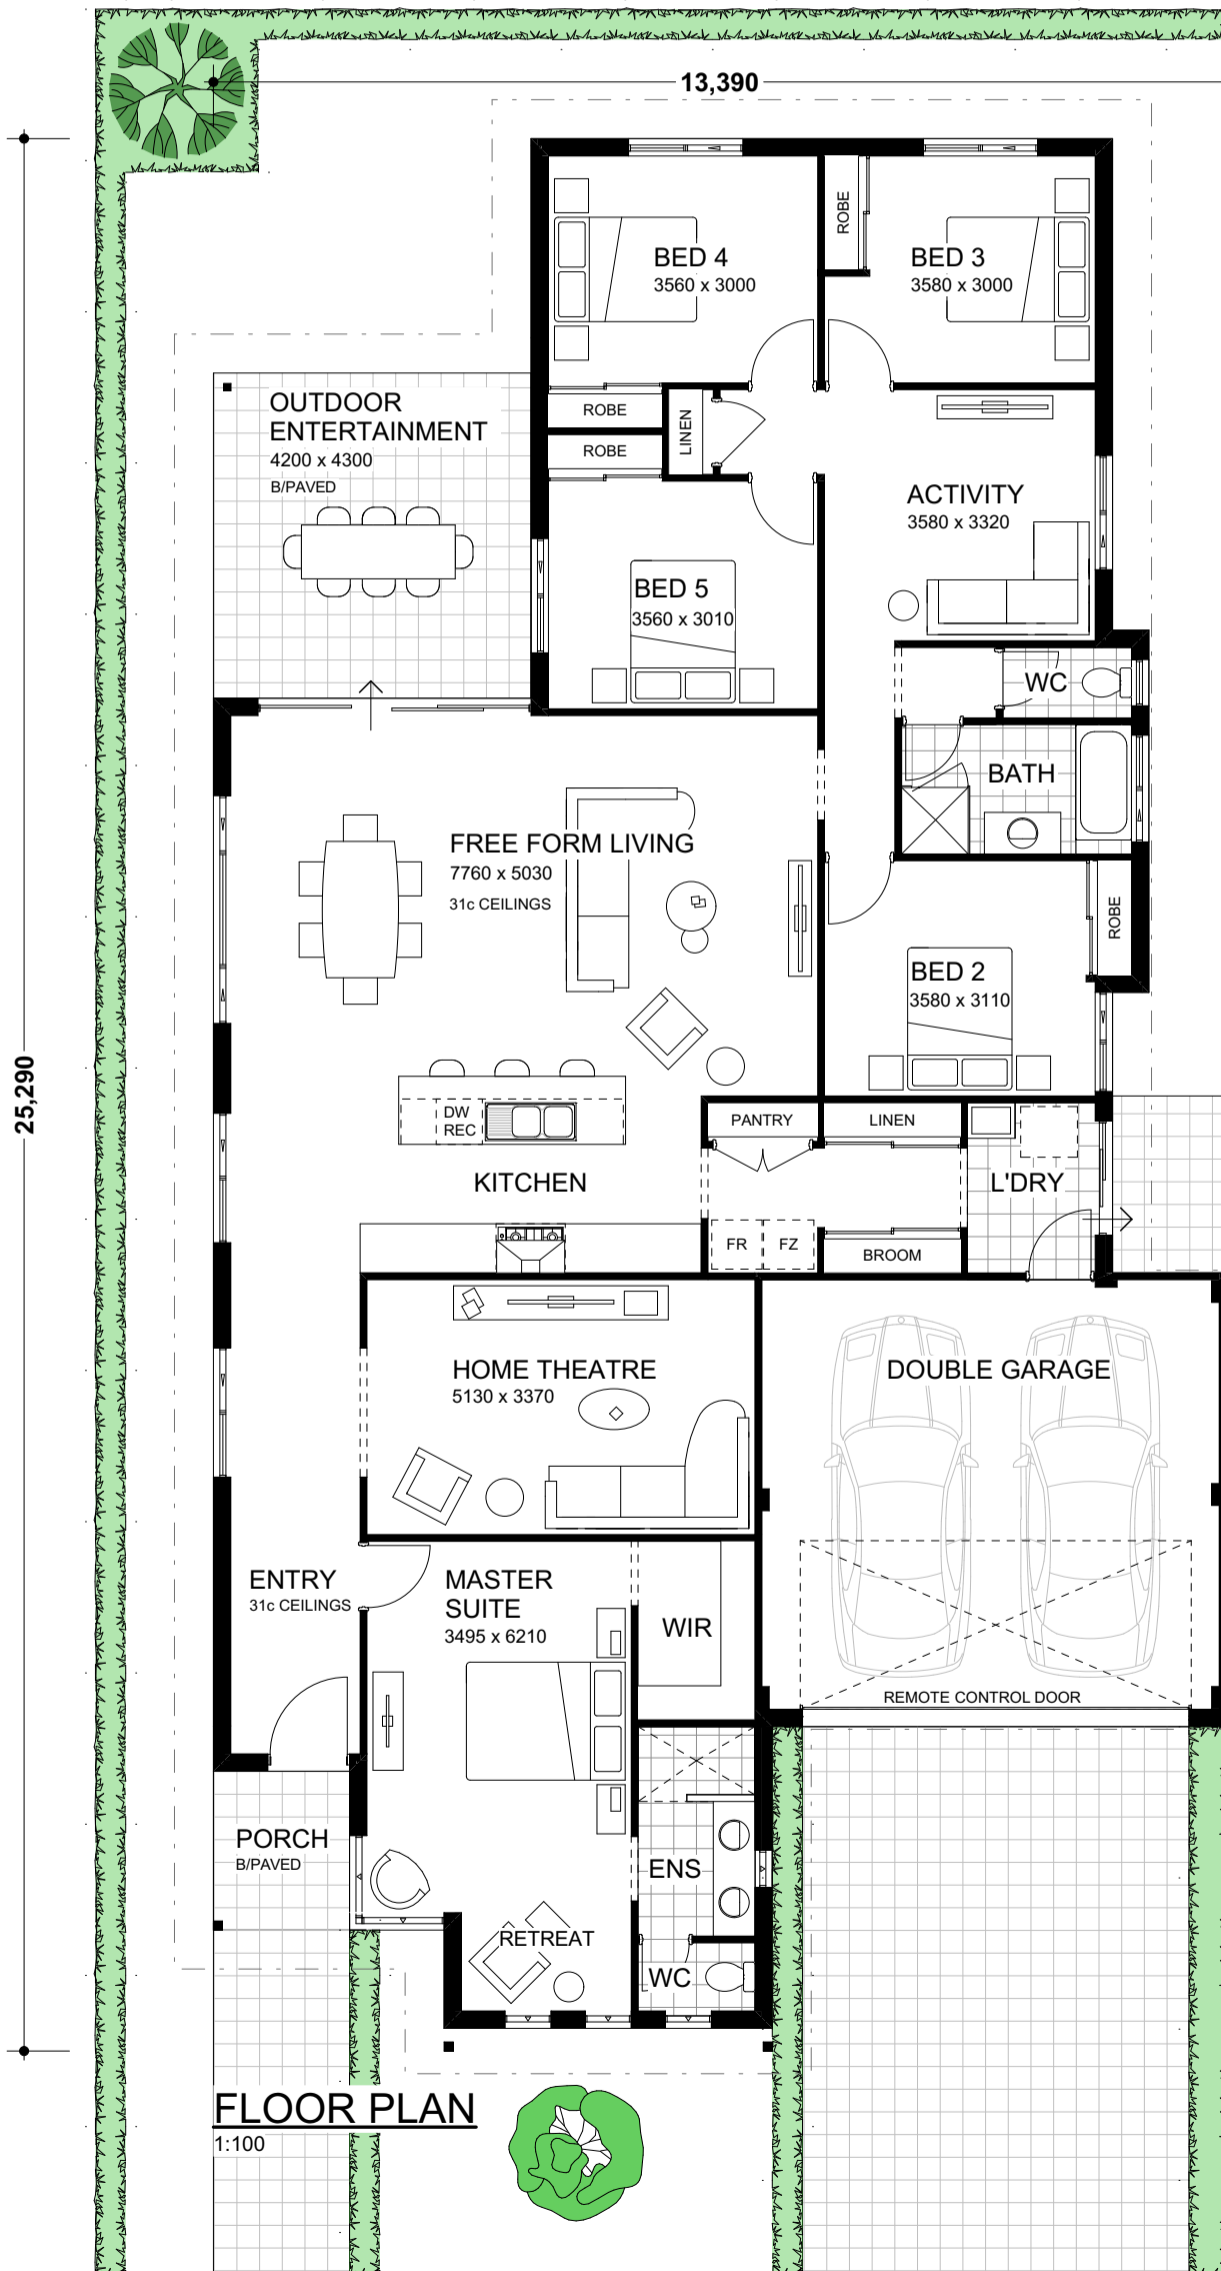 13,390
BED 4
3560 x 3000
ROBE
BED 3
3580 x 3000
OUTDOOR
ENTERTAINMENT
4200 x 4300
B/PAVED
ROBE
ROBE
LINEN
ACTIVITY
3580 x 3320
BED 5
3560 x 3010
WC
BATH
FREE FORM LIVING
7760 x 5030
31c CEILINGS
ROBE
BED 2
3580 x 3110
25,290
DW
REC
PANTRY
LINEN
KITCHEN
L'DRY
FR
FZ
BROOM
HOME THEATRE
5130 x 3370
DOUBLE GARAGE
ENTRY
31c CEILINGS
MASTER
SUITE
3495 x 6210
WIR
REMOTE CONTROL DOOR
PORCH
B/PAVED
ENS
RETREAT
WC
FLOOR PLAN
1:100